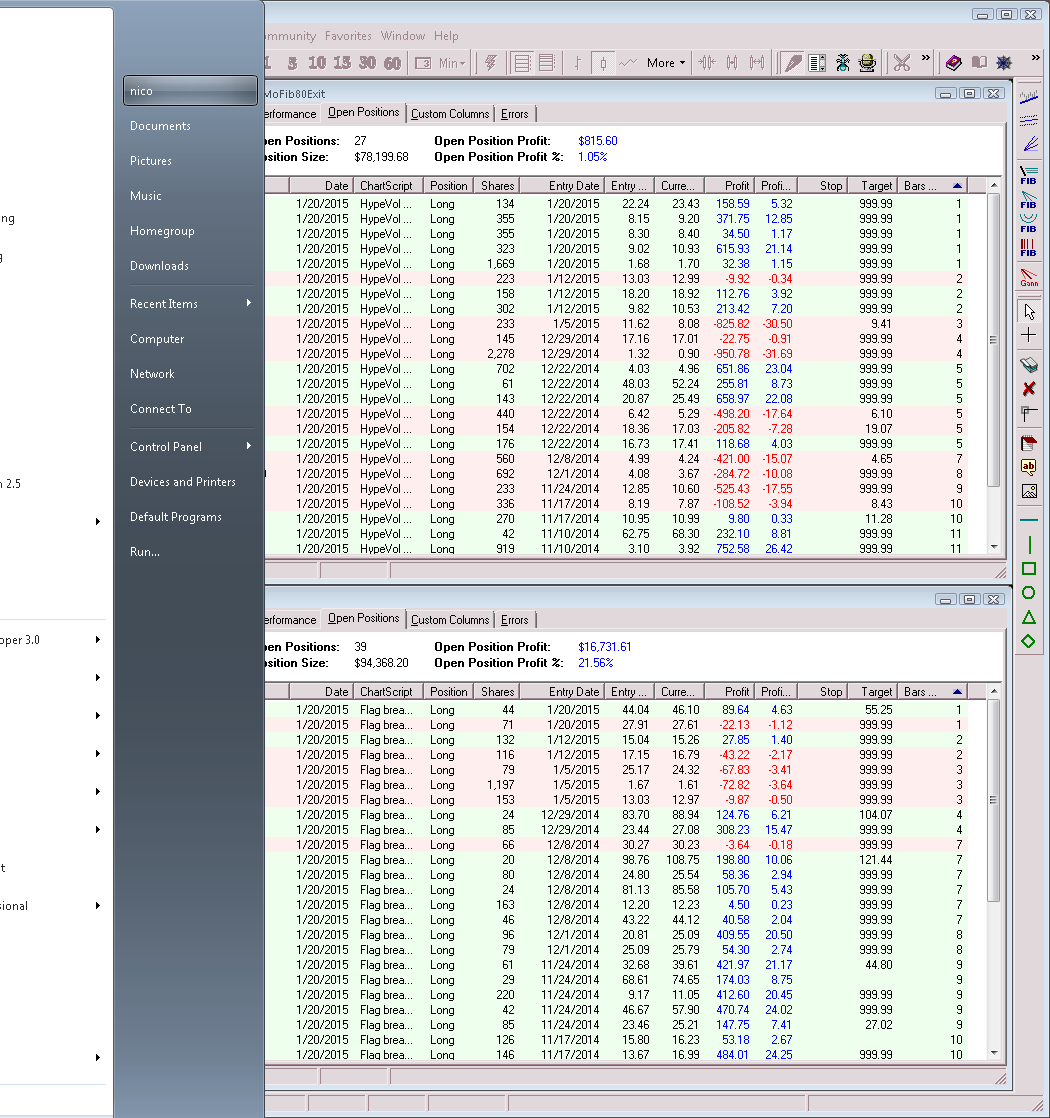 ng
g
n 2.5
oper 3.0
t
sional
nico
Documents
Pictures
Music
Homegroup
Downloads
Recent Items
Computer
Network
Connect To
Control Panel
Devices and Printers
Default Programs
Run...
mmunity Favorites Window Help
1 5 10 15 30 60 3 Min More » »
MoFib80Exit
erformance Open Positions Custom Columns Errors
pen Positions: 27 Open Position Profit: $815.60
osition Size: $78,199.68 Open Position Profit %: 1.05%
Date ChartScript Position Shares Entry Date Entry ... Curre... Profit Profi... Stop Target Bars ...
1/20/2015 HypeVol ... Long 134 1/20/2015 22.24 23.43 158.59 5.32 999.99 1
1/20/2015 HypeVol ... Long 355 1/20/2015 8.15 9.20 371.75 12.85 999.99 1
1/20/2015 HypeVol ... Long 355 1/20/2015 8.30 8.40 34.50 1.17 999.99 1
1/20/2015 HypeVol ... Long 323 1/20/2015 9.02 10.93 615.93 21.14 999.99 1
1/20/2015 HypeVol ... Long 1,669 1/20/2015 1.68 1.70 32.38 1.15 999.99 1
1/20/2015 HypeVol ... Long 223 1/12/2015 13.03 12.99 -9.92 -0.34 999.99 2
1/20/2015 HypeVol ... Long 158 1/12/2015 18.20 18.92 112.76 3.92 999.99 2
1/20/2015 HypeVol ... Long 302 1/12/2015 9.82 10.53 213.42 7.20 999.99 2
1/20/2015 HypeVol ... Long 233 1/5/2015 11.62 8.08 -825.82 -30.50 9.41 3
1/20/2015 HypeVol ... Long 145 12/29/2014 17.16 17.01 -22.75 -0.91 999.99 4
1/20/2015 HypeVol ... Long 2,278 12/29/2014 1.32 0.90 -950.78 -31.69 999.99 4
1/20/2015 HypeVol ... Long 702 12/22/2014 4.03 4.96 651.86 23.04 999.99 5
1/20/2015 HypeVol ... Long 61 12/22/2014 48.03 52.24 255.81 8.73 999.99 5
1/20/2015 HypeVol ... Long 143 12/22/2014 20.87 25.49 658.97 22.08 999.99 5
1/20/2015 HypeVol ... Long 440 12/22/2014 6.42 5.29 -498.20 -17.64 6.10 5
1/20/2015 HypeVol ... Long 154 12/22/2014 18.36 17.03 -205.82 -7.28 19.07 5
1/20/2015 HypeVol ... Long 176 12/22/2014 16.73 17.41 118.68 4.03 999.99 5
1/20/2015 HypeVol ... Long 560 12/8/2014 4.99 4.24 -421.00 -15.07 4.65 7
1/20/2015 HypeVol ... Long 692 12/1/2014 4.08 3.67 -284.72 -10.08 999.99 8
1/20/2015 HypeVol ... Long 233 11/24/2014 12.85 10.60 -525.43 -17.55 999.99 9
1/20/2015 HypeVol ... Long 336 11/17/2014 8.19 7.87 -108.52 -3.94 8.43 10
1/20/2015 HypeVol ... Long 270 11/17/2014 10.95 10.99 9.80 0.33 11.28 10
1/20/2015 HypeVol ... Long 42 11/10/2014 62.75 68.30 232.10 8.81 999.99 11
1/20/2015 HypeVol ... Long 919 11/10/2014 3.10 3.92 752.58 26.42 999.99 11
FIB
FIB
FIB
FIB
Gann
ab
erformance Open Positions Custom Columns Errors
pen Positions: 39 Open Position Profit: $16,731.61
osition Size: $94,368.20 Open Position Profit %: 21.56%
Date ChartScript Position Shares Entry Date Entry ... Curre... Profit Profi... Stop Target Bars ...
1/20/2015 Flag brea... Long 44 1/20/2015 44.04 46.10 89.64 4.63 55.25 1
1/20/2015 Flag brea... Long 71 1/20/2015 27.91 27.61 -22.13 -1.12 999.99 1
1/20/2015 Flag brea... Long 132 1/12/2015 15.04 15.26 27.85 1.40 999.99 2
1/20/2015 Flag brea... Long 116 1/12/2015 17.15 16.79 -43.22 -2.17 999.99 2
1/20/2015 Flag brea... Long 79 1/5/2015 25.17 24.32 -67.83 -3.41 999.99 3
1/20/2015 Flag brea... Long 1,197 1/5/2015 1.67 1.61 -72.82 -3.64 999.99 3
1/20/2015 Flag brea... Long 153 1/5/2015 13.03 12.97 -9.87 -0.50 999.99 3
1/20/2015 Flag brea... Long 24 12/29/2014 83.70 88.94 124.76 6.21 104.07 4
1/20/2015 Flag brea... Long 85 12/29/2014 23.44 27.08 308.23 15.47 999.99 4
1/20/2015 Flag brea... Long 66 12/8/2014 30.27 30.23 -3.64 -0.18 999.99 7
1/20/2015 Flag brea... Long 20 12/8/2014 98.76 108.75 198.80 10.06 121.44 7
1/20/2015 Flag brea... Long 80 12/8/2014 24.80 25.54 58.36 2.94 999.99 7
1/20/2015 Flag brea... Long 24 12/8/2014 81.13 85.58 105.70 5.43 999.99 7
1/20/2015 Flag brea... Long 163 12/8/2014 12.20 12.23 4.50 0.23 999.99 7
1/20/2015 Flag brea... Long 46 12/8/2014 43.22 44.12 40.58 2.04 999.99 7
1/20/2015 Flag brea... Long 96 12/1/2014 20.81 25.09 409.55 20.50 999.99 8
1/20/2015 Flag brea... Long 79 12/1/2014 25.09 25.79 54.30 2.74 999.99 8
1/20/2015 Flag brea... Long 61 11/24/2014 32.68 39.61 421.97 21.17 44.80 9
1/20/2015 Flag brea... Long 29 11/24/2014 68.61 74.65 174.03 8.75 9
1/20/2015 Flag brea... Long 220 11/24/2014 9.17 11.05 412.60 20.45 999.99 9
1/20/2015 Flag brea... Long 42 11/24/2014 46.67 57.90 470.74 24.02 999.99 9
1/20/2015 Flag brea... Long 85 11/24/2014 23.46 25.21 147.75 7.41 27.02 9
1/20/2015 Flag brea... Long 126 11/17/2014 15.80 16.23 53.18 2.67 10
1/20/2015 Flag brea... Long 146 11/17/2014 13.67 16.99 484.01 24.25 999.99 10